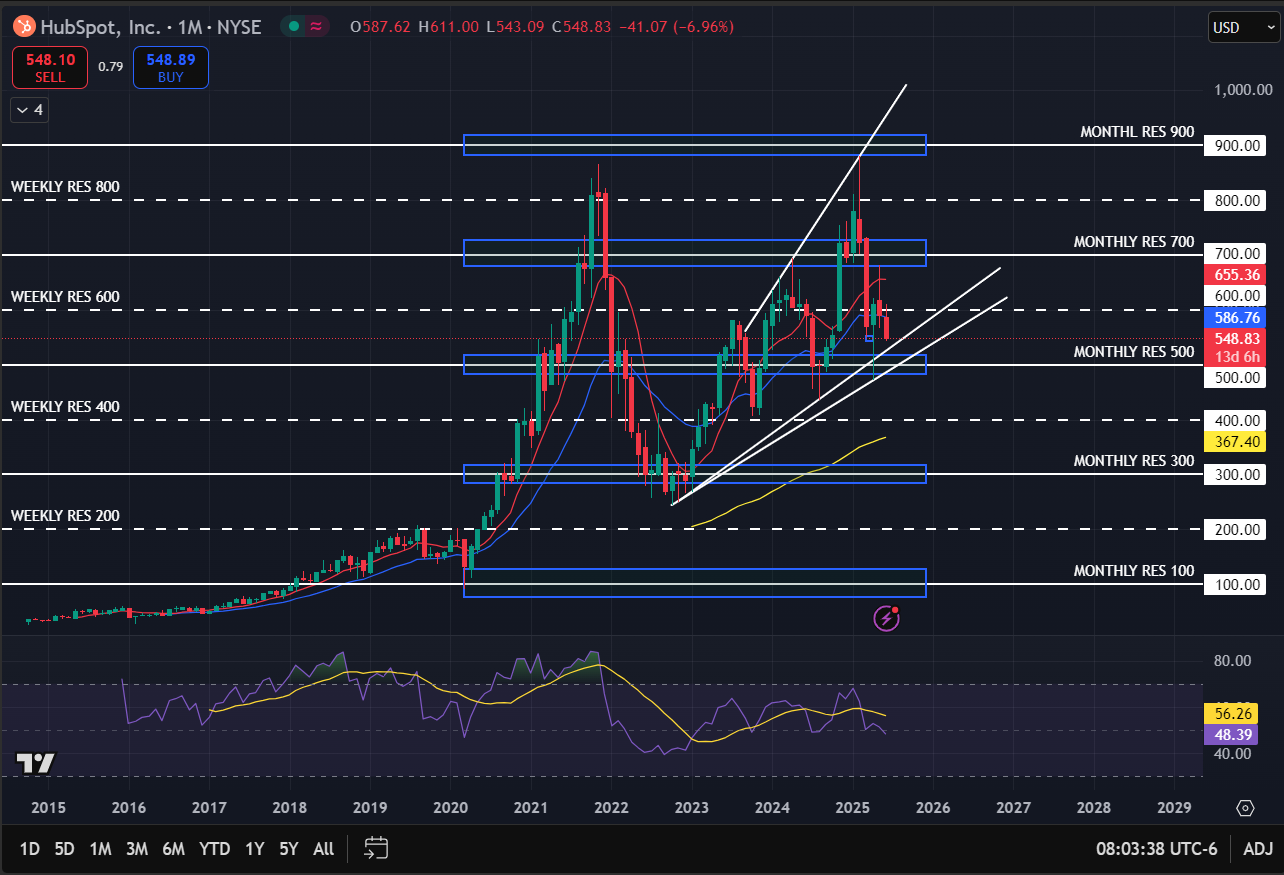 HubSpot, Inc. · 1M · NYSE O587.62 H611.00 L543.09 C548.83 −41.07 (−6.96%)
USD
548.10 SELL
0.79
548.89 BUY
4
1,000.00
MONTHL RES 900
900.00
WEEKLY RES 800
800.00
MONTHLY RES 700
700.00
655.36
WEEKLY RES 600
600.00
586.76
548.83
13d 6h
MONTHLY RES 500
500.00
WEEKLY RES 400
400.00
367.40
MONTHLY RES 300
300.00
WEEKLY RES 200
200.00
MONTHLY RES 100
100.00
80.00
56.26
48.39
40.00
2015 2016 2017 2018 2019 2020 2021 2022 2023 2024 2025 2026 2027 2028 2029
1D 5D 1M 3M 6M YTD 1Y 5Y All 08:03:38 UTC-6 ADJ